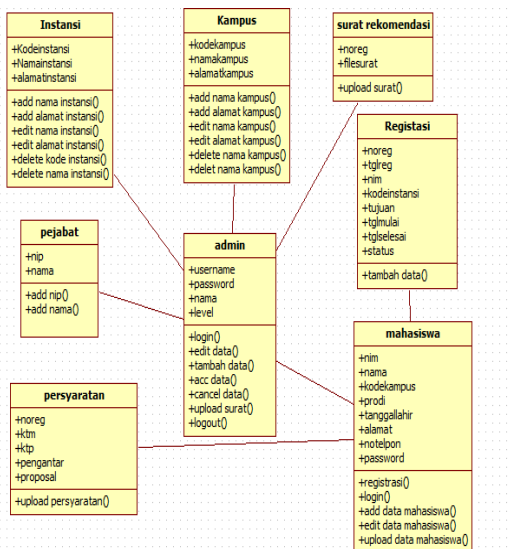 Instansi
+Kodeinstansi
+Namainstansi
+alamatinstansi
+add nama instansi()
+add alamat instansi()
+edit nama instansi()
+edit alamat instansi()
+delete kode instansi()
+delete nama instansi()
Kampus
+kodekampus
+namakampus
+alamatkampus
+add nama kampus()
+add alamat kampus()
+edit nama kampus()
+edit alamat kampus()
+delete nama kampus()
+delet nama kampus()
surat rekomendasi
+noreg
+filesurat
+upload surat()
Registasi
+noreg
+tglreg
+nim
+kodeinstansi
+tujuan
+tglmulai
+tglselesai
+status
+tambah data()
pejabat
+nip
+nama
+add nip()
+add nama()
admin
+username
+password
+nama
+level
+login()
+edit data()
+tambah data()
+acc data()
+cancel data()
+upload surat()
+logout()
mahasiswa
+nim
+nama
+kodekampus
+prodi
+tanggallahir
+alamat
+notelpon
+password
+registrasi()
+login()
+add data mahasiswa()
+edit data mahasiswa()
+upload data mahasiswa()
persyaratan
+noreg
+ktm
+ktp
+pengantar
+proposal
+upload persyaratan()